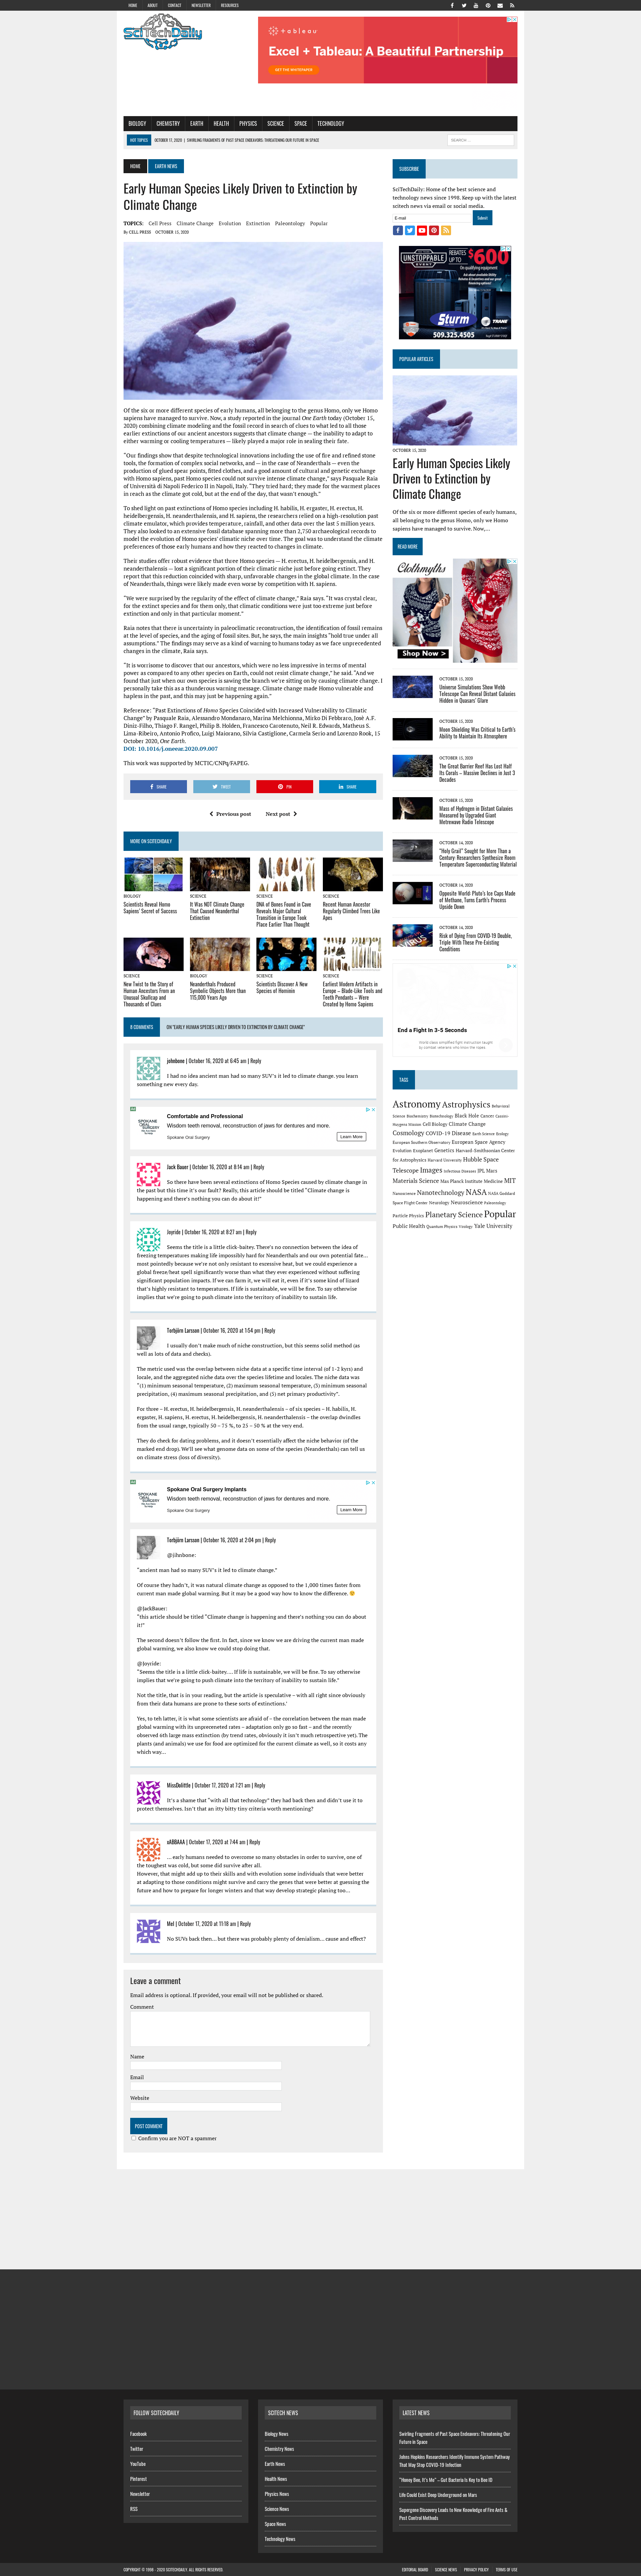 HOME ABOUT CONTACT NEWSLETTER RESOURCES
SciTechDaily
+ a b l e a u
Excel + Tableau: A Beautiful Partnership
GET THE WHITEPAPER
BIOLOGY CHEMISTRY EARTH HEALTH PHYSICS SCIENCE SPACE TECHNOLOGY
HOT TOPICS OCTOBER 17, 2020 | SWIRLING FRAGMENTS OF PAST SPACE ENDEAVORS: THREATENING OUR FUTURE IN SPACE
SEARCH …
HOME EARTH NEWS
Early Human Species Likely Driven to Extinction by
Climate Change
TOPICS: Cell Press Climate Change Evolution Extinction Paleontology Popular
By CELL PRESS OCTOBER 15, 2020
Of the six or more different species of early humans, all belonging to the genus Homo, only we Homo
sapiens have managed to survive. Now, a study reported in the journal One Earth today (October 15,
2020) combining climate modeling and the fossil record in search of clues to what led to all those earlier
extinctions of our ancient ancestors suggests that climate change — the inability to adapt to either
warming or cooling temperatures — likely played a major role in sealing their fate.
“Our findings show that despite technological innovations including the use of fire and refined stone
tools, the formation of complex social networks, and — in the case of Neanderthals — even the
production of glued spear points, fitted clothes, and a good amount of cultural and genetic exchange
with Homo sapiens, past Homo species could not survive intense climate change,” says Pasquale Raia
of Università di Napoli Federico II in Napoli, Italy. “They tried hard; they made for the warmest places
in reach as the climate got cold, but at the end of the day, that wasn’t enough.”
To shed light on past extinctions of Homo species including H. habilis, H. ergaster, H. erectus, H.
heidelbergensis, H. neanderthalensis, and H. sapiens, the researchers relied on a high-resolution past
climate emulator, which provides temperature, rainfall, and other data over the last 5 million years.
They also looked to an extensive fossil database spanning more than 2,750 archaeological records to
model the evolution of Homo species’ climatic niche over time. The goal was to understand the climate
preferences of those early humans and how they reacted to changes in climate.
Their studies offer robust evidence that three Homo species — H. erectus, H. heidelbergensis, and H.
neanderthalensis — lost a significant portion of their climatic niche just before going extinct. They
report that this reduction coincided with sharp, unfavorable changes in the global climate. In the case
of Neanderthals, things were likely made even worse by competition with H. sapiens.
“We were surprised by the regularity of the effect of climate change,” Raia says. “It was crystal clear,
for the extinct species and for them only, that climatic conditions were just too extreme just before
extinction and only in that particular moment.”
Raia notes that there is uncertainty in paleoclimatic reconstruction, the identification of fossil remains
at the level of species, and the aging of fossil sites. But, he says, the main insights “hold true under all
assumptions.” The findings may serve as a kind of warning to humans today as we face unprecedented
changes in the climate, Raia says.
“It is worrisome to discover that our ancestors, which were no less impressive in terms of mental
power as compared to any other species on Earth, could not resist climate change,” he said. “And we
found that just when our own species is sawing the branch we’re sitting on by causing climate change.
I personally take this as a thunderous warning message. Climate change made Homo vulnerable and
hapless in the past, and this may just be happening again.”
Reference: “Past Extinctions of Homo Species Coincided with Increased Vulnerability to Climatic
Change” by Pasquale Raia, Alessandro Mondanaro, Marina Melchionna, Mirko Di Febbraro, José A.F.
Diniz-Filho, Thiago F. Rangel, Philip B. Holden, Francesco Carotenuto, Neil R. Edwards, Matheus S.
Lima-Ribeiro, Antonio Profico, Luigi Maiorano, Silvia Castiglione, Carmela Serio and Lorenzo Rook, 15
October 2020, One Earth.
DOI: 10.1016/j.oneear.2020.09.007
This work was supported by MCTIC/CNPq/FAPEG.
SHARE TWEET PIN SHARE
Previous post Next post
MORE ON SCITECHDAILY
BIOLOGY
Scientists Reveal Homo Sapiens’ Secret of Success
SCIENCE
It Was NOT Climate Change That Caused Neanderthal Extinction
SCIENCE
DNA of Bones Found in Cave Reveals Major Cultural Transition in Europe Took Place Earlier Than Thought
SCIENCE
Recent Human Ancestor Regularly Climbed Trees Like Apes
SCIENCE
New Twist to the Story of Human Ancestors From an Unusual Skullcap and Thousands of Clues
BIOLOGY
Neanderthals Produced Symbolic Objects More than 115,000 Years Ago
SCIENCE
Scientists Discover A New Species of Hominin
SCIENCE
Earliest Modern Artifacts in Europe – Blade-Like Tools and Teeth Pendants – Were Created by Homo Sapiens
8 COMMENTS ON "EARLY HUMAN SPECIES LIKELY DRIVEN TO EXTINCTION BY CLIMATE CHANGE"
johnbone | October 16, 2020 at 6:45 am | Reply
I had no idea ancient man had so many SUV’s it led to climate change..you learn
something new every day.
Comfortable and Professional
Wisdom teeth removal, reconstruction of jaws for dentures and more.
Spokane Oral Surgery
Learn More
Jack Bauer | October 16, 2020 at 8:14 am | Reply
I’m just curious, if early extinctions of Homo Species caused by climate change in
the past but this time it’s our fault? Really, this article should be labeled “Climate change is
happening and there’s nothing you can do about it!”
Joyride | October 16, 2020 at 8:27 am | Reply
Seems the title is a little click-baitey. However, there’s something in the idea of
freezing temperatures making life impossibly hard on our ancestors and our own potential fate…
mostly because we’re not only resistant to excessive heat, but our exclusive oil
bergs could spell significantly worse than what they ever experienced without suffering
too much. If warming will eat it, we will eat it, even if it’s some kind of lizard
that’s highly resistant to temperatures. If life is sustainable, we will be fine. To say otherwise
implies that we’re going to push climate into the territory of inability to sustain life.
Torbjörn Larsson | October 16, 2020 at 1:54 pm | Reply
I usually don’t make much of niche construction, but this seems solid method (as
well as lots of data and checks).
The metric used was the overlap between niche data at a specific time interval (of 1-2 kyrs) and
locale, and the aggregated niche data over the species lifetime and locales. The niche data was
“(1) minimum seasonal temperature, (2) maximum seasonal temperature, (3) minimum seasonal
precipitation, (4) maximum seasonal precipitation, and (5) net primary productivity”.
For three – H. erectus, H. heidelbergensis, H. neanderthalensis – of six species – H. habilis, H.
ergaster, H. sapiens, H. erectus, H. heidelbergensis, H. neanderthalensis – the overlap dwindles
from the usual range, typically 50 – 75 %, to 25 – 50 % at the very end.
They do check for dating problems, and it doesn’t essentially affect the niche behavior (of the
marked end crop). We’ll see what genome data on some of the species (Neanderthals) can tell us
on climate stress (loss of diversity).
Spokane Oral Surgery Implants
Wisdom teeth removal, reconstruction of jaws for dentures and more.
Spokane Oral Surgery
Learn More
Torbjörn Larsson | October 16, 2020 at 2:04 pm | Reply
@jihnbone:
“ancient man had so many SUV’s it led to climate change.”
Of course they hadn’t, it was natural climate change as opposed to the 1,000 times faster from
current man made global warming. But it may be a good way how to know the difference.
@JackBauer:
“this article should be titled “Climate change is happening and there’s nothing you can do about
it!”
The second doesn’t follow the first. In fact, since we know we are driving the current man made
global warming, we also know we could stop doing that.
@Joyride:
“Seems the title is a little click-baitey…. If life is sustainable, we will be fine. To say otherwise
implies that we’re going to push climate into the territory of inability to sustain life.”
Not the title, that is in your reading, but the article is speculative – with all right since obviously
from their data humans are prone to these sorts of extinctions.’
Yes, to teh latter, it is what some scientists are afraid of – the correlation between the man made
global warming with its unpromoted rates – adaptation only go so fast – and the currently
observed 6th large mass extinction (by trend rates, obviously it isn’t much retrospective yet). The
plants and animals of today are optimized for the current climate as well, so it cost any
which way…
MissDolittle | October 17, 2020 at 7:21 am | Reply
It’s a shame that “with all that technology” they had back then and didn’t use it to
protect themselves. Isn’t that an itty bitty tiny criteria worth mentioning?
oABBAAA | October 17, 2020 at 7:44 am | Reply
… early humans needed to overcome so many obstacles in order to survive, one of
the toughest was cold, but some did survive after all.
However, that might add up to their skills and with evolution some individuals that were better
at adapting to those conditions might survive and carry the genes that were better at guessing the
future and how to prepare for longer winters and that way develop strategic planning too…
Mel | October 17, 2020 at 11:18 am | Reply
No SUVs back then… but there was probably plenty of denialism… cause and effect?
Leave a comment
Email address is optional. If provided, your email will not be published or shared.
Comment
Name
Email
Website
POST COMMENT
Confirm you are NOT a spammer
SUBSCRIBE
SciTechDaily: Home of the best science and
technology news since 1998. Keep up with the latest
scitech news via email or social media.
E-mail Submit
UNSTOPPABLE
REBATES UP TO $600
Sturm HEATING
TRANE
509.325.4505
POPULAR ARTICLES
OCTOBER 15, 2020
Early Human Species Likely
Driven to Extinction by
Climate Change
Of the six or more different species of early humans,
all belonging to the genus Homo, only we Homo
sapiens have managed to survive. Now,…
READ MORE
Clothmyths
Shop Now
OCTOBER 15, 2020
Universe Simulations Show Webb Telescope Can Reveal Distant Galaxies Hidden in Quasars’ Glare
OCTOBER 15, 2020
Moon Shielding Was Critical to Earth’s Ability to Maintain Its Atmosphere
OCTOBER 15, 2020
The Great Barrier Reef Has Lost Half Its Corals – Massive Declines in Just 3 Decades
OCTOBER 15, 2020
Mass of Hydrogen in Distant Galaxies Measured by Upgraded Giant Metrewave Radio Telescope
OCTOBER 14, 2020
“Holy Grail” Sought for More Than a Century: Researchers Synthesize Room Temperature Superconducting Material
OCTOBER 14, 2020
Opposite World: Pluto’s Ice Caps Made of Methane, Turns Earth’s Process Upside Down
OCTOBER 14, 2020
Risk of Dying From COVID-19 Double, Triple With These Pre-Existing Conditions
End a Fight In 3-5 Seconds
TAGS
Astronomy Astrophysics Behavioral
Science Biochemistry Biotechnology Black Hole Cancer Cassini-
Huygens Mission Cell Biology Climate Change
Cosmology COVID-19 Disease Earth Science Ecology
European Southern Observatory European Space Agency
Evolution Exoplanet Genetics Harvard-Smithsonian Center
for Astrophysics Harvard University Hubble Space
Telescope Images Infectious Diseases JPL Mars
Materials Science Max Planck Institute Medicine MIT
Nanoscience Nanotechnology NASA NASA Goddard
Space Flight Center Neurology Neuroscience Paleontology
Particle Physics Planetary Science Popular
Public Health Quantum Physics Virology Yale University
FOLLOW SCITECHDAILY
Facebook
Twitter
YouTube
Pinterest
Newsletter
RSS
SCITECH NEWS
Biology News
Chemistry News
Earth News
Health News
Physics News
Science News
Space News
Technology News
LATEST NEWS
Swirling Fragments of Past Space Endeavors: Threatening Our Future in Space
Johns Hopkins Researchers Identify Immune System Pathway That May Stop COVID-19 Infection
“Honey Bee, It’s Me” – Gut Bacteria Is Key to Bee ID
Life Could Exist Deep Underground on Mars
Supergene Discovery Leads to New Knowledge of Fire Ants & Pest Control Methods
COPYRIGHT © 1998 - 2020 SCITECHDAILY. ALL RIGHTS RESERVED.
EDITORIAL BOARD SCIENCE NEWS PRIVACY POLICY TERMS OF USE